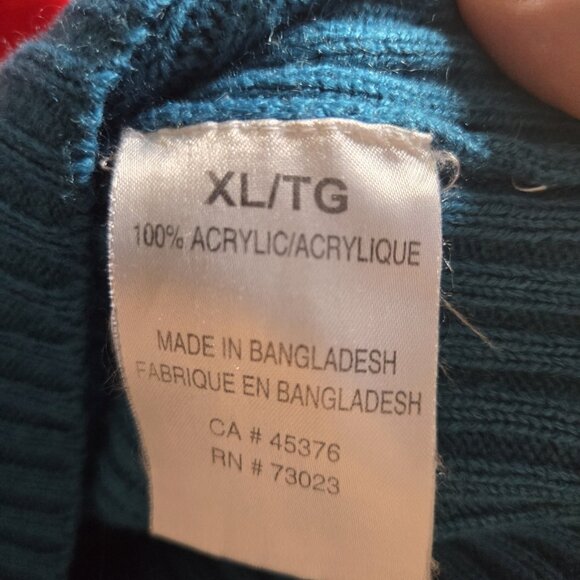 XL/TG
100% ACRYLIC/ACRYLIQUE
MADE IN BANGLADESH
FABRIQUE EN BANGLADESH
CA # 45376
RN # 73023